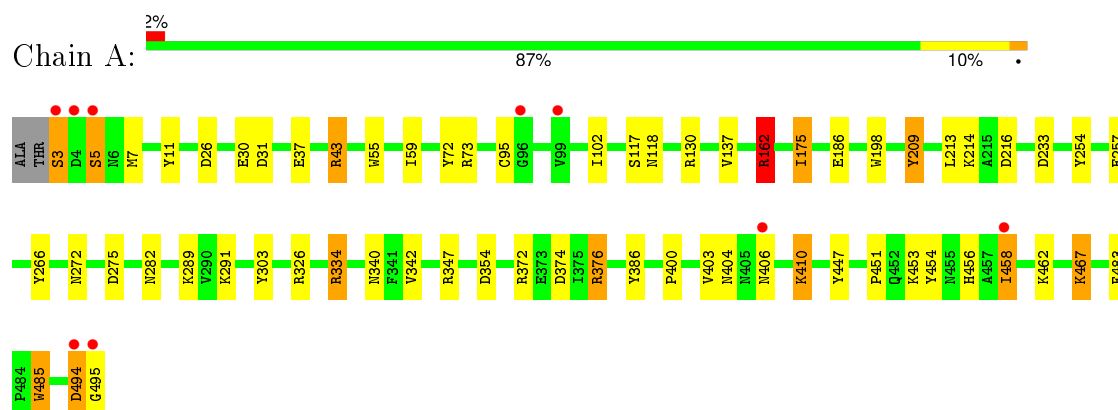 2%
Chain A:
87% 10%
ALA THR S3 D4 S5 N6 M7 Y11 D26 E30 D31 E37 R43 W55 I59 Y72 R73 C95 G96 V99 I102 S117 N118 R130 V137 R162 I175 E186 W198 Y209 L213 K214 A215 D216 D233 Y254
Y266 N272 D275 N282 K289 V290 K291 Y303 R326 R334 N340 F341 V342 R347 D354 R372 E373 D374 I375 R376 Y386 P400 V403 N404 N405 N406 K410 Y447 P451 Q452 K453 Y454 N455 H456 A457 I458 K462 K467
P484 W485 D494 G495